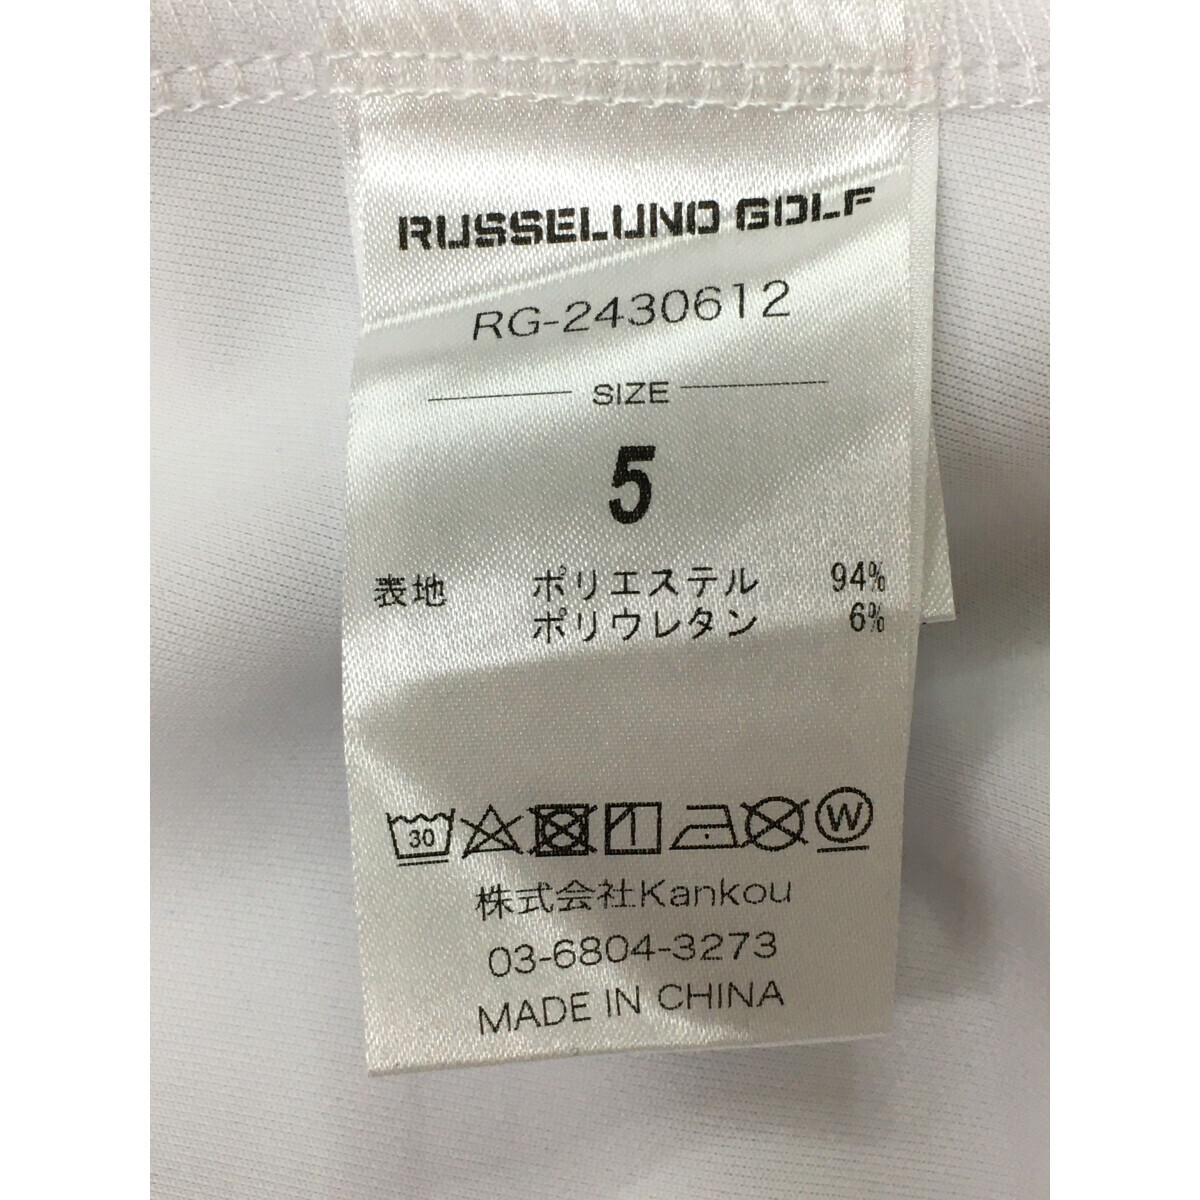 RUSSELUNO GOLF
RG-2430612
SIZE
5
表地 ポリエステル 94%
ポリウレタン 6%
30 W
株式会社Kankou
03-6804-3273
MADE IN CHINA